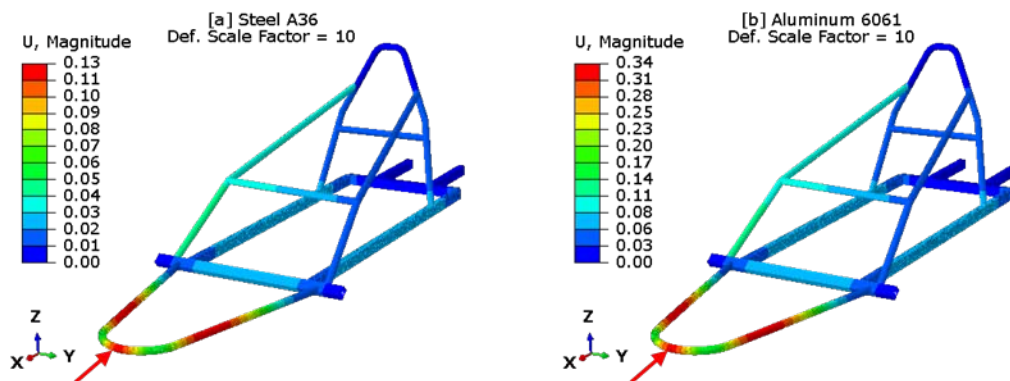 [a] Steel A36
Def. Scale Factor = 10
U, Magnitude
0.13
0.11
0.10
0.09
0.08
0.07
0.06
0.05
0.04
0.03
0.02
0.01
0.00
Z
X
Y
[b] Aluminum 6061
Def. Scale Factor = 10
U, Magnitude
0.34
0.31
0.28
0.25
0.23
0.20
0.17
0.14
0.11
0.08
0.06
0.03
0.00
Z
X
Y